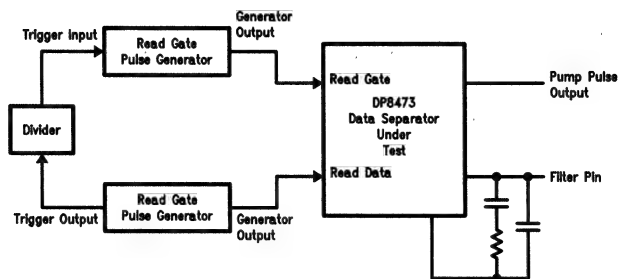 Generator
Output
Trigger Input
Read Gate
Pulse Generator
Read Gate
Pump Pulse
Output
DP8473
Data Separator
Under
Test
Divider
Read Data
Filter Pin
Read Gate
Pulse Generator
Trigger Output
Generator
Output